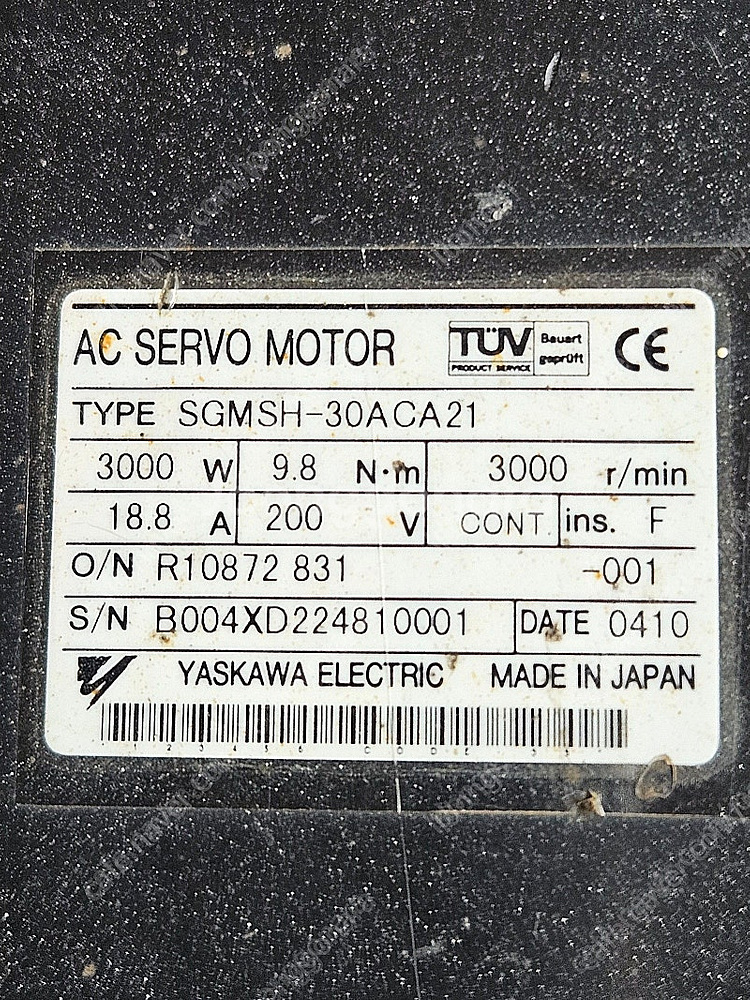 AC SERVO MOTOR TÜV PRODUCT SERVICE Bauart geprüft CE
TYPE SGMSH-30ACA21
3000 W 9.8 N·m 3000 r/min
18.8 A 200 V CONT. ins. F
O/N R10872 831 -001
S/N B004XD224810001 DATE 0410
YASKAWA ELECTRIC MADE IN JAPAN